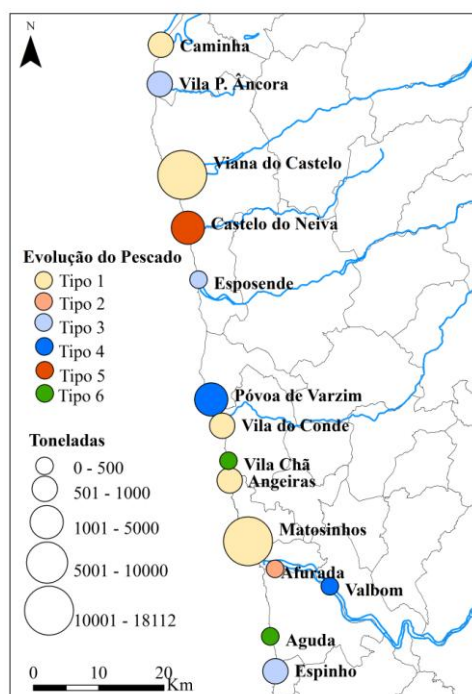 N
Caminha
Vila P. Âncora
Viana do Castelo
Castelo do Neiva
Evolução do Pescado
Tipo 1
Tipo 2
Tipo 3
Tipo 4
Tipo 5
Tipo 6
Esposende
Póvoa de Varzim
Vila do Conde
Toneladas
0 - 500
501 - 1000
1001 - 5000
5001 - 10000
10001 - 18112
Vila Chã
Angeiras
Matosinhos
Afurada
Valbom
Aguda
Espinho
0 10 20
Km